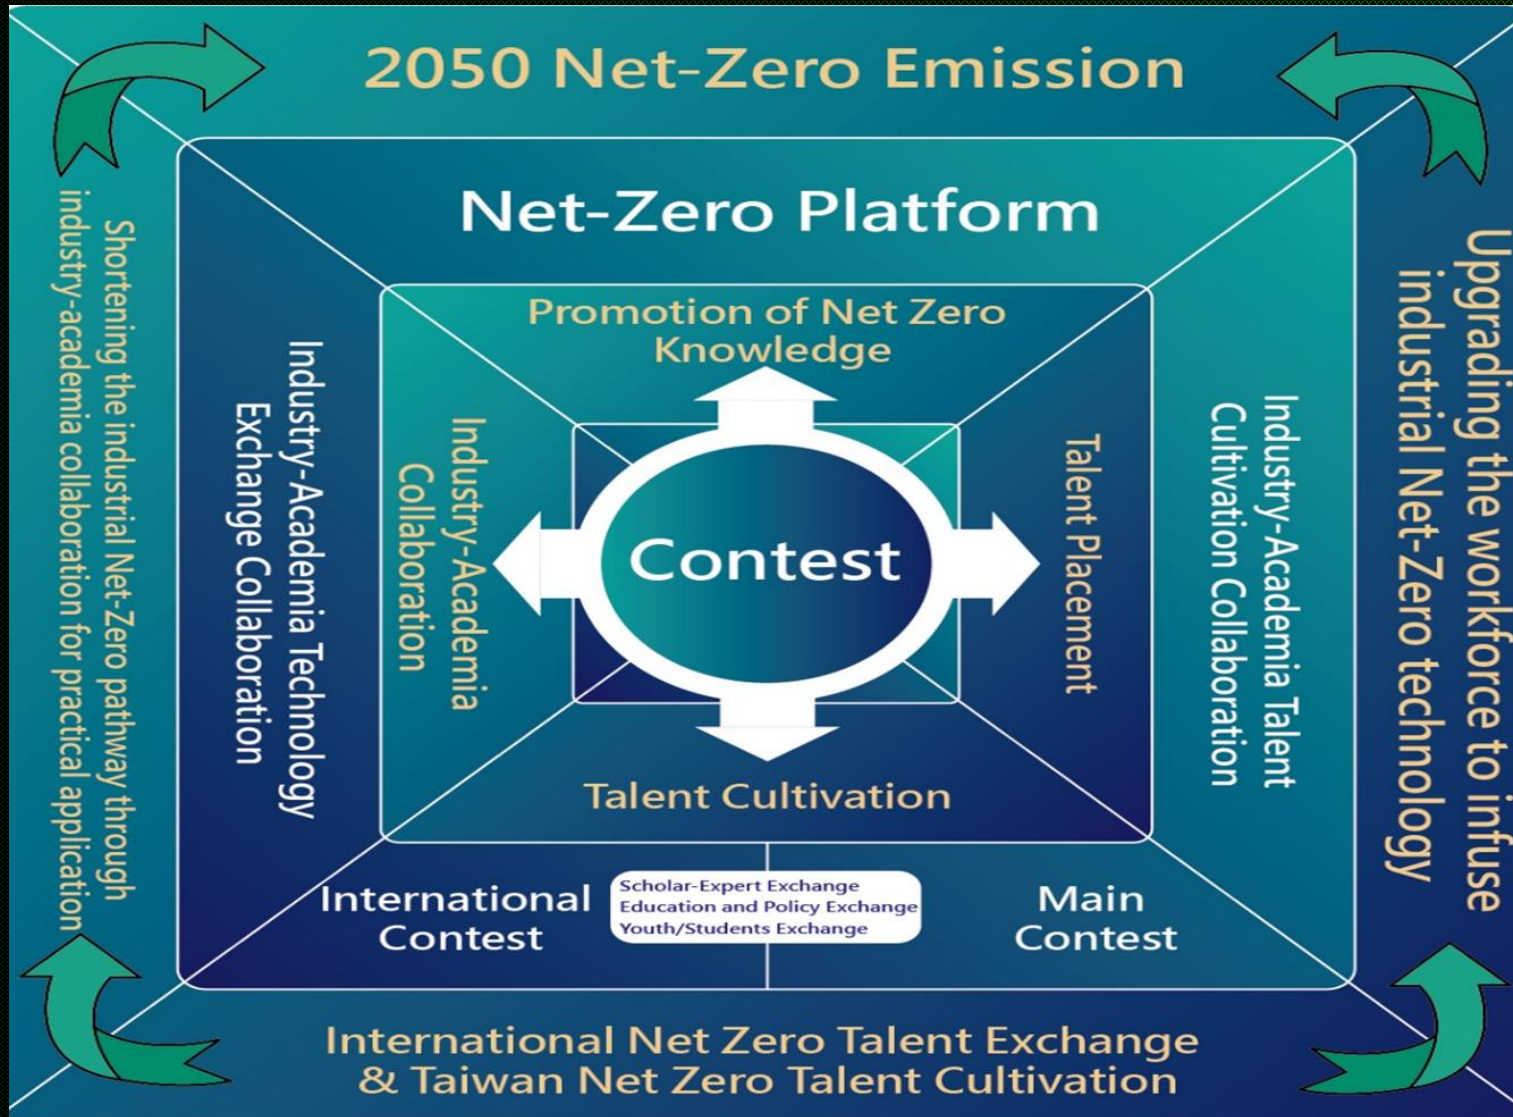 2050 Net-Zero Emission
Net-Zero Platform
Promotion of Net Zero
Knowledge
Shortening the industrial Net-Zero pathway through
industry-academia collaboration for practical application
Industry-Academia Technology
Exchange Collaboration
Industry-Academia
Collaboration
Contest
Talent Placement
Industry-Academia Talent
Cultivation Collaboration
Upgrading the workforce to infuse
industrial Net-Zero technology
Talent Cultivation
International
Contest
Scholar-Expert Exchange
Education and Policy Exchange
Youth/Students Exchange
Main
Contest
International Net Zero Talent Exchange
& Taiwan Net Zero Talent Cultivation